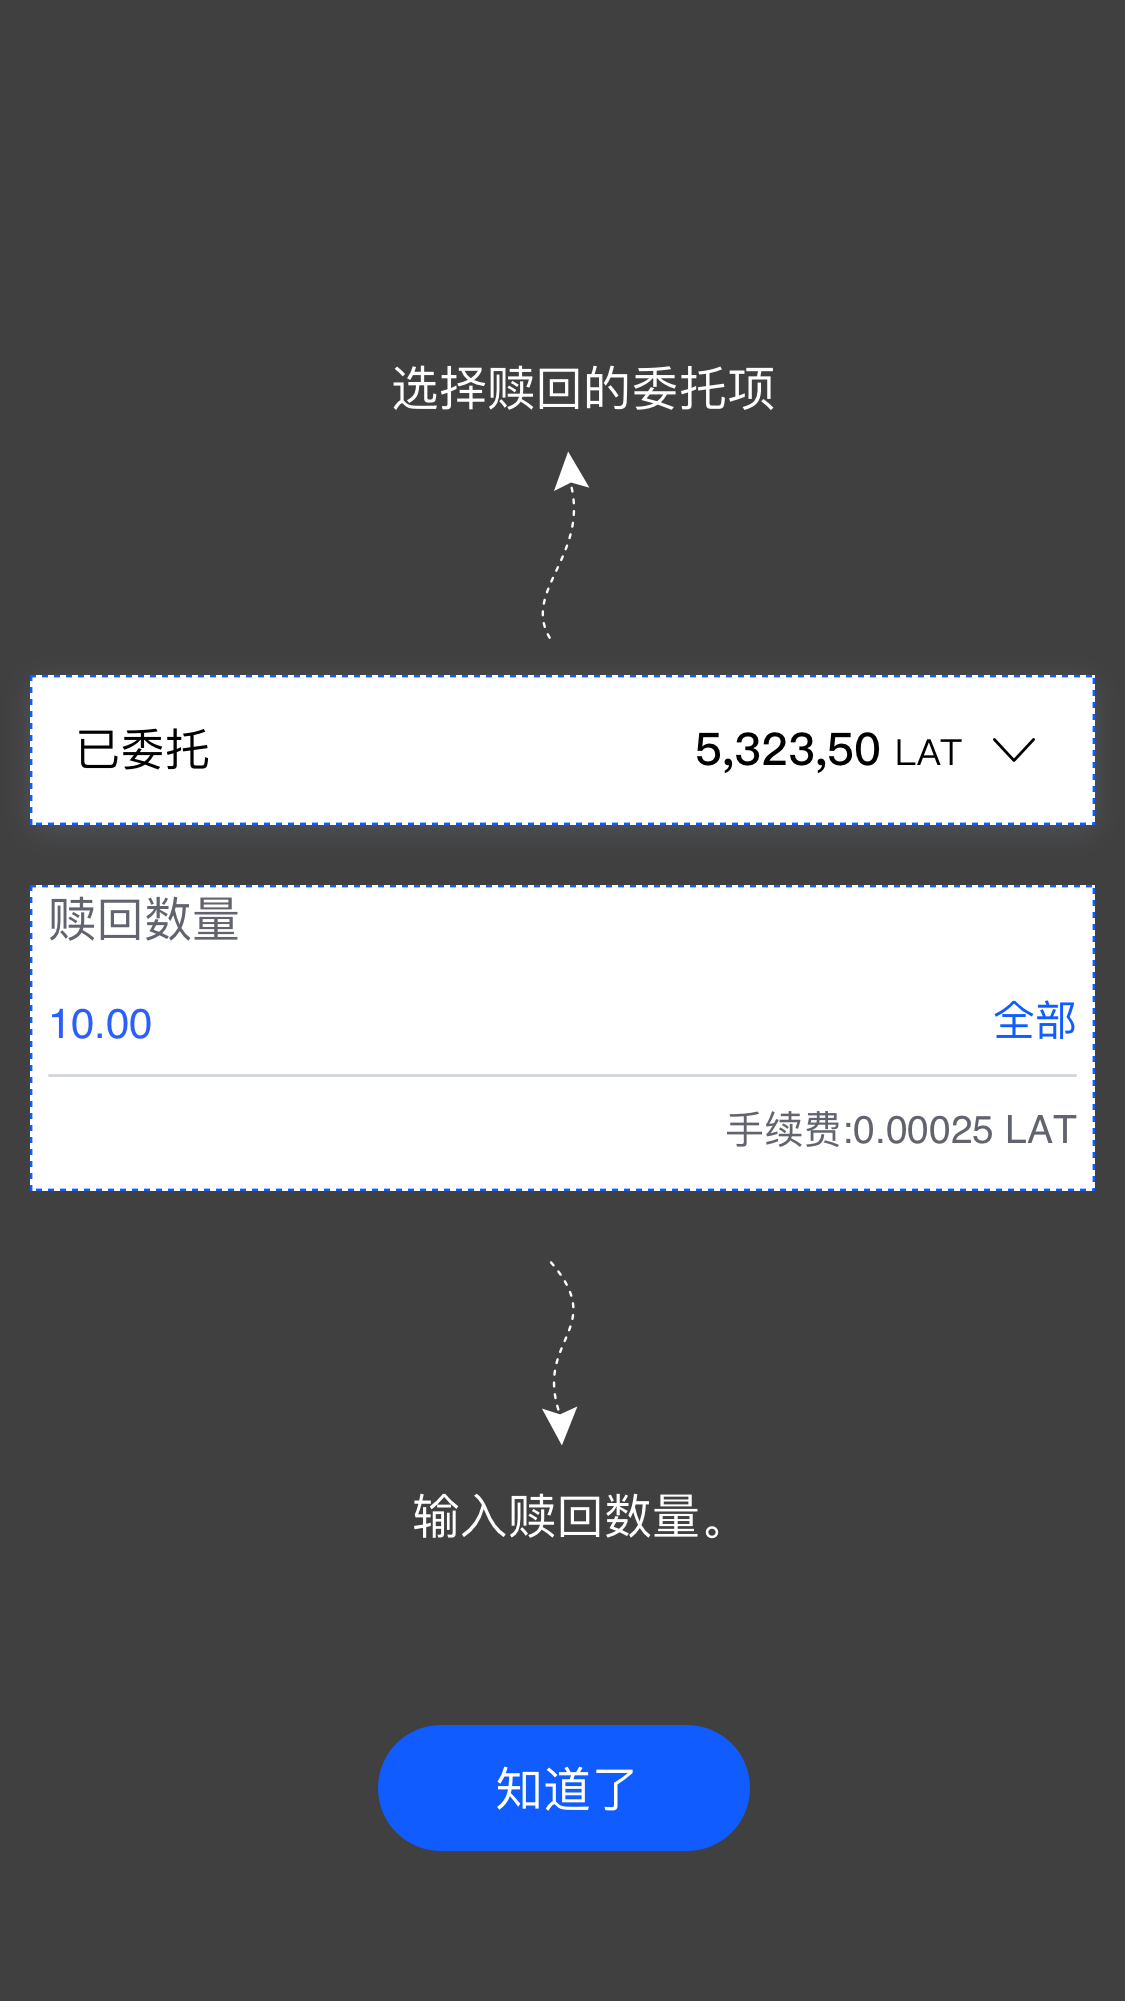 选择赎回的委托项
已委托 5,323,50 LAT
赎回数量
10.00 全部
手续费:0.00025 LAT
输入赎回数量。
知道了